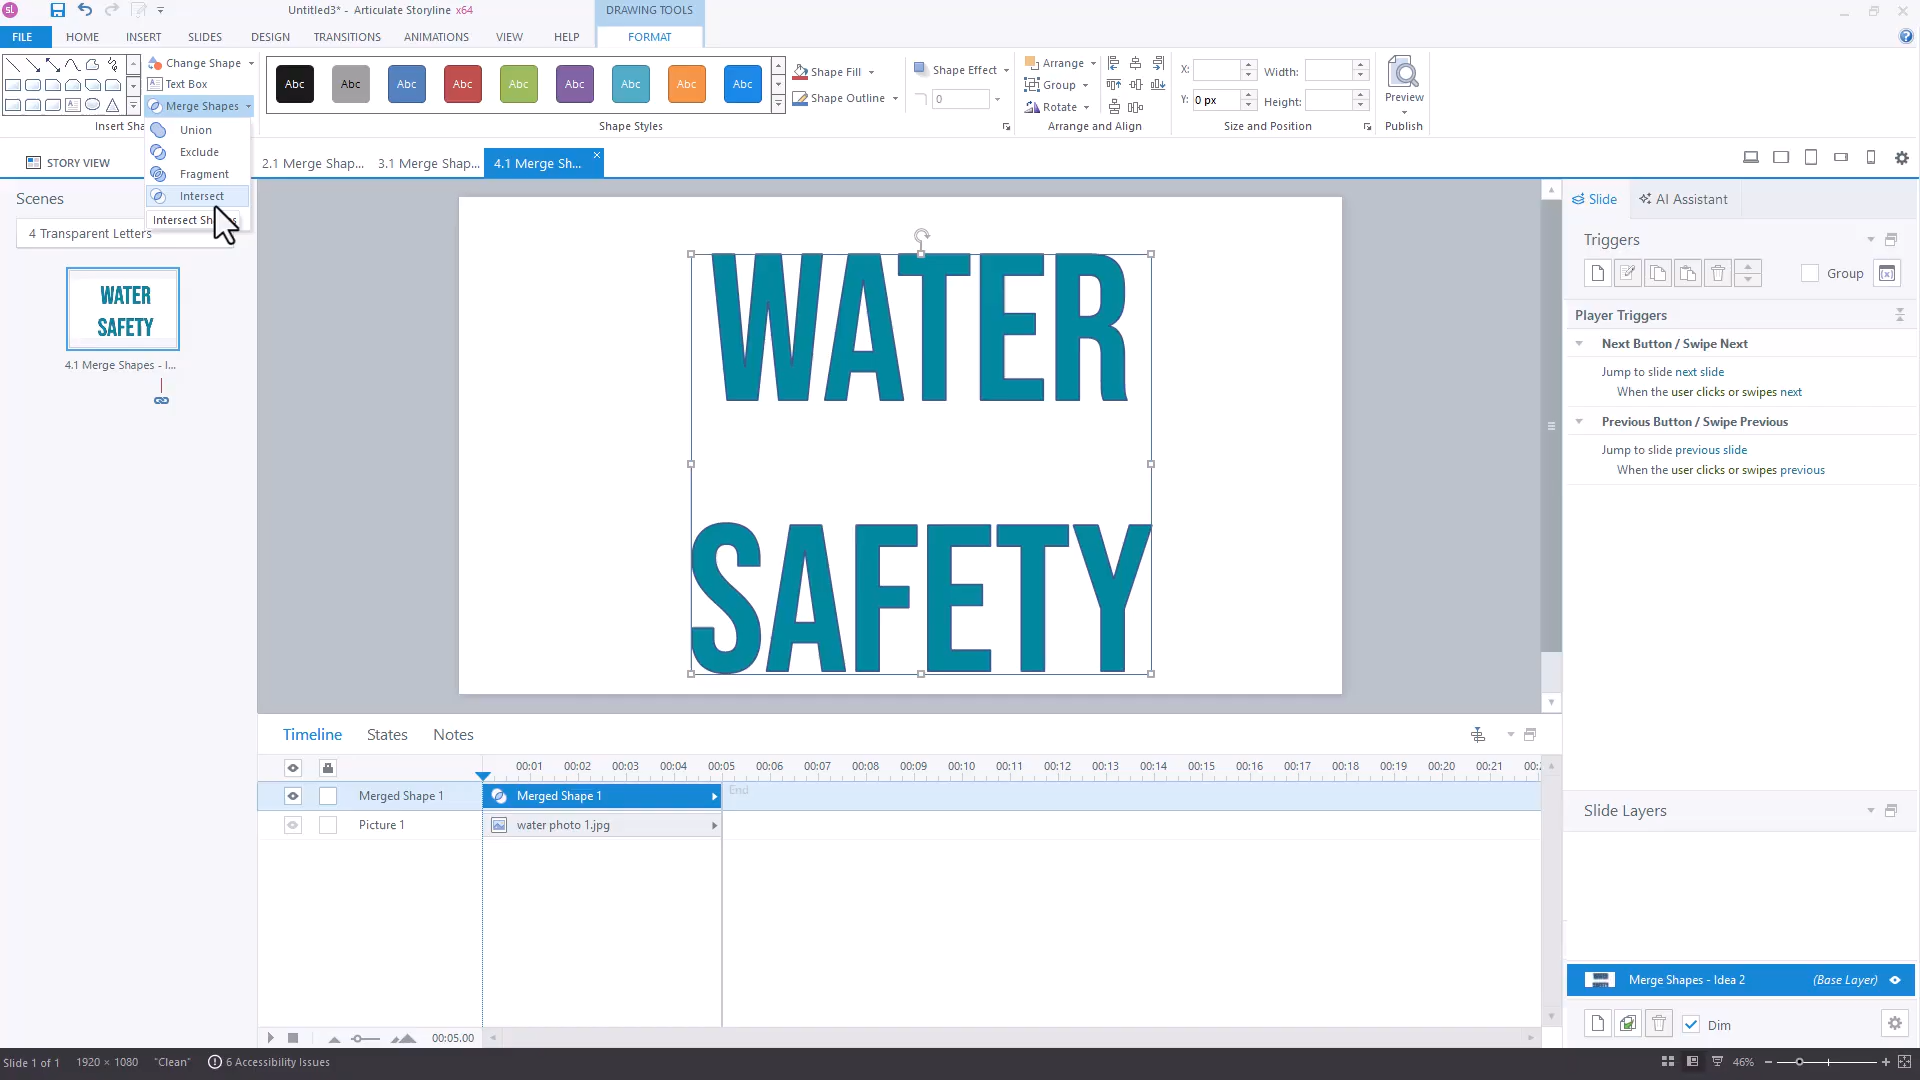 Untitled3* - Articulate Storyline x64
DRAWING TOOLS
FILE HOME INSERT SLIDES DESIGN TRANSITIONS ANIMATIONS VIEW HELP FORMAT
Change Shape
Text Box
Merge Shapes
Insert Sha
Union
Exclude
Fragment
Intersect
Abc Abc Abc Abc Abc Abc Abc Abc Abc
Shape Styles
Shape Fill
Shape Outline
Shape Effect
0
Arrange
Group
Rotate
Arrange and Align
X:
Y: 0 px
Width:
Height:
Size and Position
Preview
Publish
STORY VIEW
2.1 Merge Shap...
3.1 Merge Shap...
4.1 Merge Sh...
Scenes
4 Transparent Letters
WATER
SAFETY
4.1 Merge Shapes - I...
WATER
SAFETY
Slide
AI Assistant
Triggers
Group
Player Triggers
Next Button / Swipe Next
Jump to slide next slide
When the user clicks or swipes next
Previous Button / Swipe Previous
Jump to slide previous slide
When the user clicks or swipes previous
Slide Layers
Merge Shapes - Idea 2 (Base Layer)
Dim
Timeline States Notes
00:01 00:02 00:03 00:04 00:05 00:06 00:07 00:08 00:09 00:10 00:11 00:12 00:13 00:14 00:15 00:16 00:17 00:18 00:19 00:20 00:21
Merged Shape 1
Merged Shape 1
End
Picture 1
water photo 1.jpg
00:05.00
Slide 1 of 1
1920 × 1080
"Clean"
6 Accessibility Issues
46%